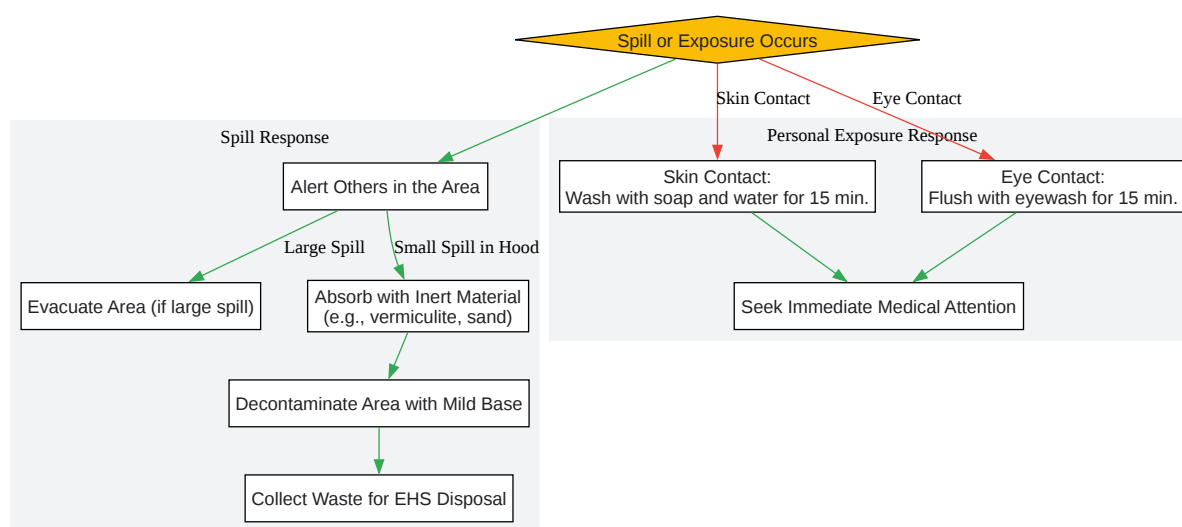 Spill or Exposure Occurs
Skin Contact
Eye Contact
Spill Response
Personal Exposure Response
Alert Others in the Area
Skin Contact:
Wash with soap and water for 15 min.
Eye Contact:
Flush with eyewash for 15 min.
Large Spill
Small Spill in Hood
Evacuate Area (if large spill)
Absorb with Inert Material
(e.g., vermiculite, sand)
Seek Immediate Medical Attention
Decontaminate Area with Mild Base
Collect Waste for EHS Disposal